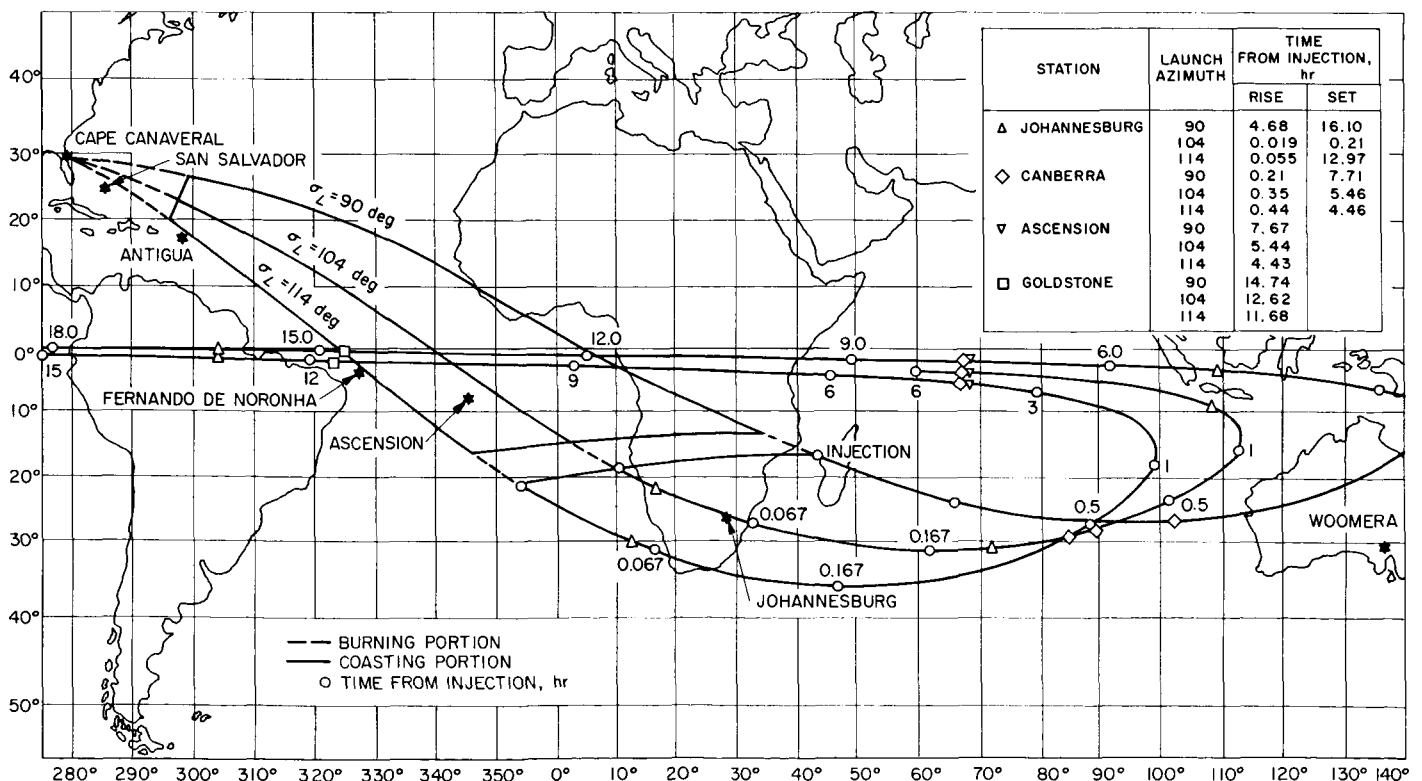 STATION LAUNCH AZIMUTH TIME FROM INJECTION, hr
RISE SET
△ JOHANNESBURG 90 4.68 16.10
104 0.019 0.21
114 0.055 12.97
◇ CANBERRA 90 0.21 7.71
104 0.35 5.46
114 0.44 4.46
▽ ASCENSION 90 7.67
104 5.44
114 4.43
□ GOLDSTONE 90 14.74
104 12.62
114 11.68
40°
CAPE CANAVERAL
30°
SAN SALVADOR
20°
ANTIGUA
σL = 90 deg
σL = 104 deg
σL = 114 deg
10°
18.0 15.0 12.0 9.0 6.0
0°
15 12 9 6 6 3
FERNANDO DE NORONHA
10°
ASCENSION
INJECTION
1 1
20°
0.067 0.5 0.5
WOOMERA
30°
0.067 0.167
0.167
JOHANNESBURG
40°
--- BURNING PORTION
— COASTING PORTION
○ TIME FROM INJECTION, hr
50°
280° 290° 300° 310° 320° 330° 340° 350° 0° 10° 20° 30° 40° 50° 60° 70° 80° 90° 100° 110° 120° 130° 140°